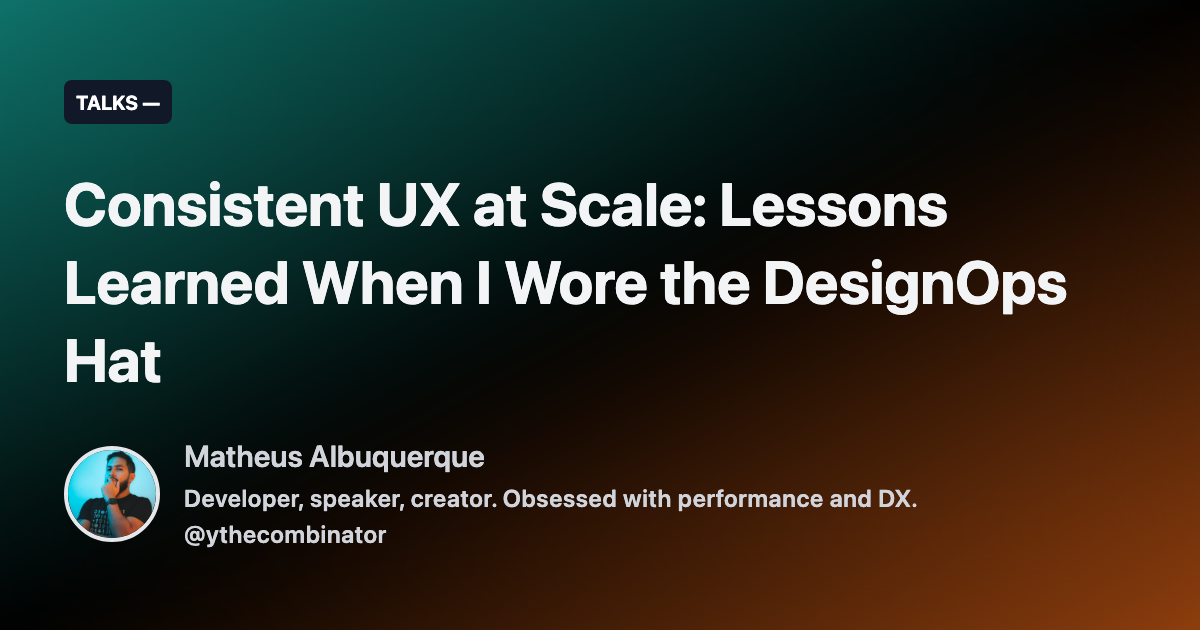 TALKS —
Consistent UX at Scale: Lessons
Learned When I Wore the DesignOps
Hat
Matheus Albuquerque
Developer, speaker, creator. Obsessed with performance and DX.
@ythecombinator